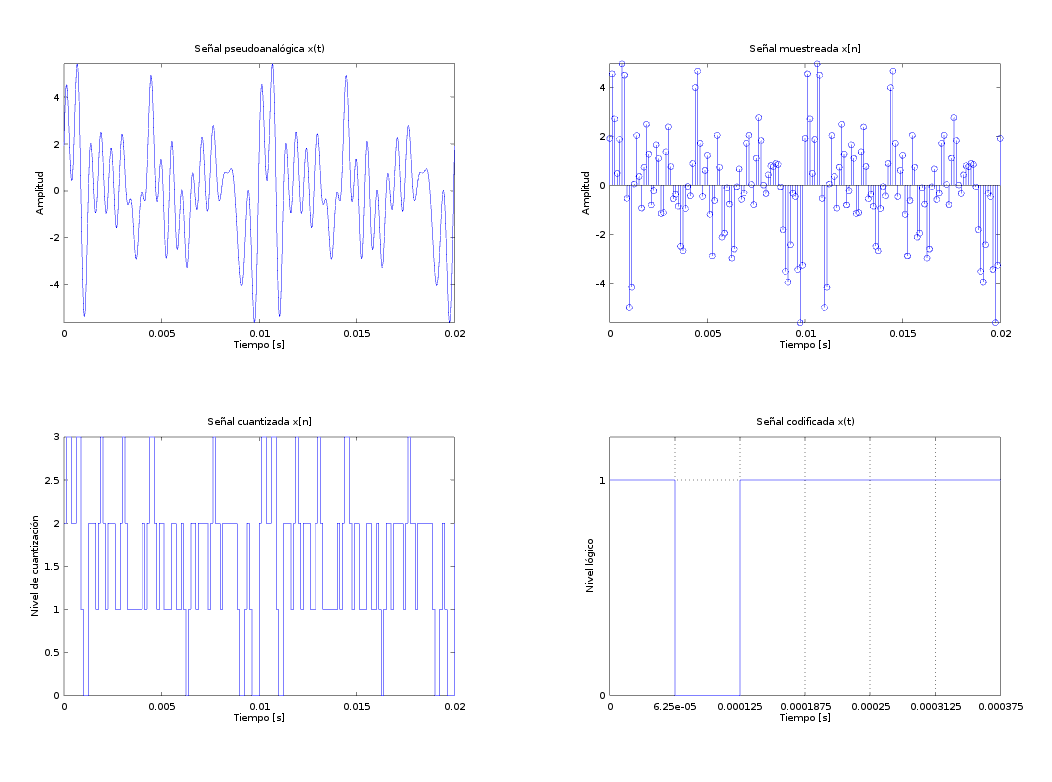 Señal pseudoanalógica x(t)
Amplitud
4
2
0
-2
-4
0 0.005 0.01 0.015 0.02
Tiempo [s]
Señal muestreada x[n]
Amplitud
4
2
0
-2
-4
0 0.005 0.01 0.015 0.02
Tiempo [s]
Señal cuantizada x[n]
Nivel de cuantización
3
2.5
2
1.5
1
0.5
0
0 0.005 0.01 0.015 0.02
Tiempo [s]
Señal codificada x(t)
Nivel lógico
1
0
0 6.25e-05 0.000125 0.0001875 0.00025 0.0003125 0.000375
Tiempo [s]